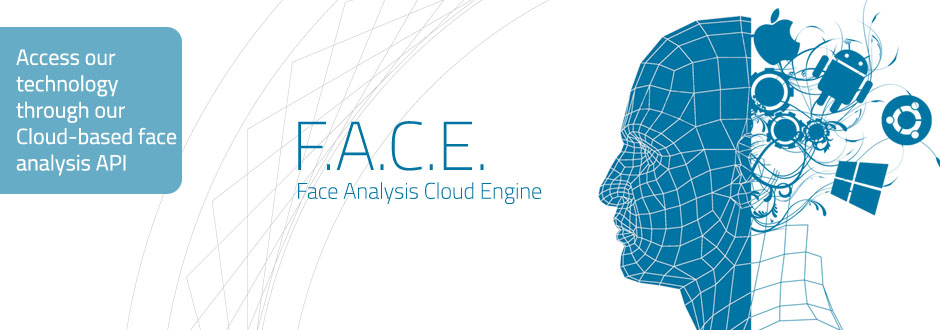 Access our
technology
through our
Cloud-based face
analysis API
F.A.C.E.
Face Analysis Cloud Engine